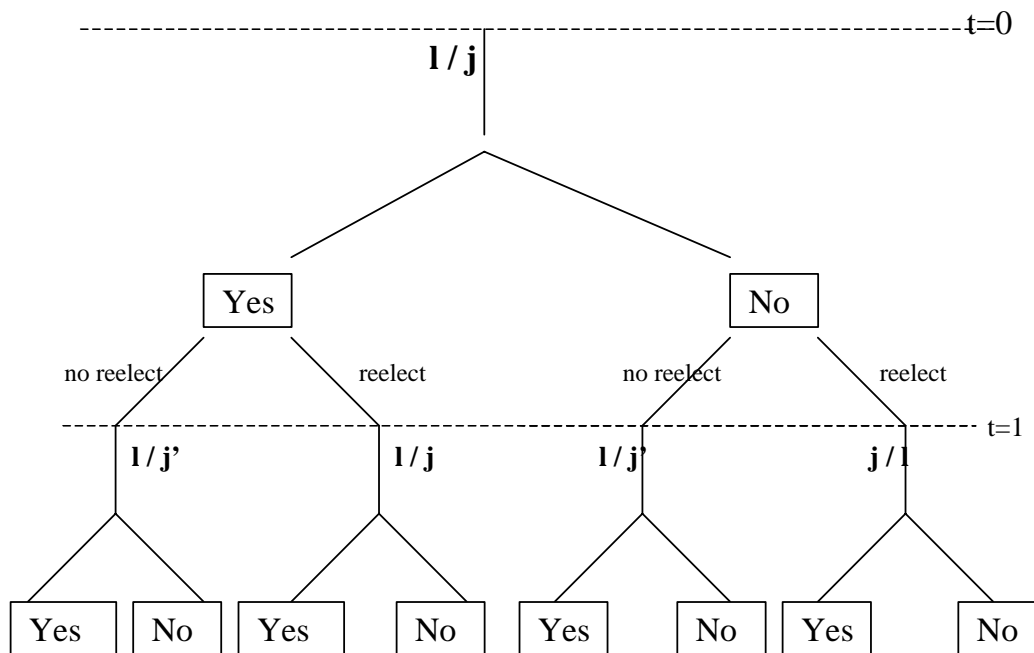 t=0
l / j
Yes No
no reelect reelect no reelect reelect
t=1
l / j’ l / j l / j’ j / l
Yes No Yes No Yes No Yes No